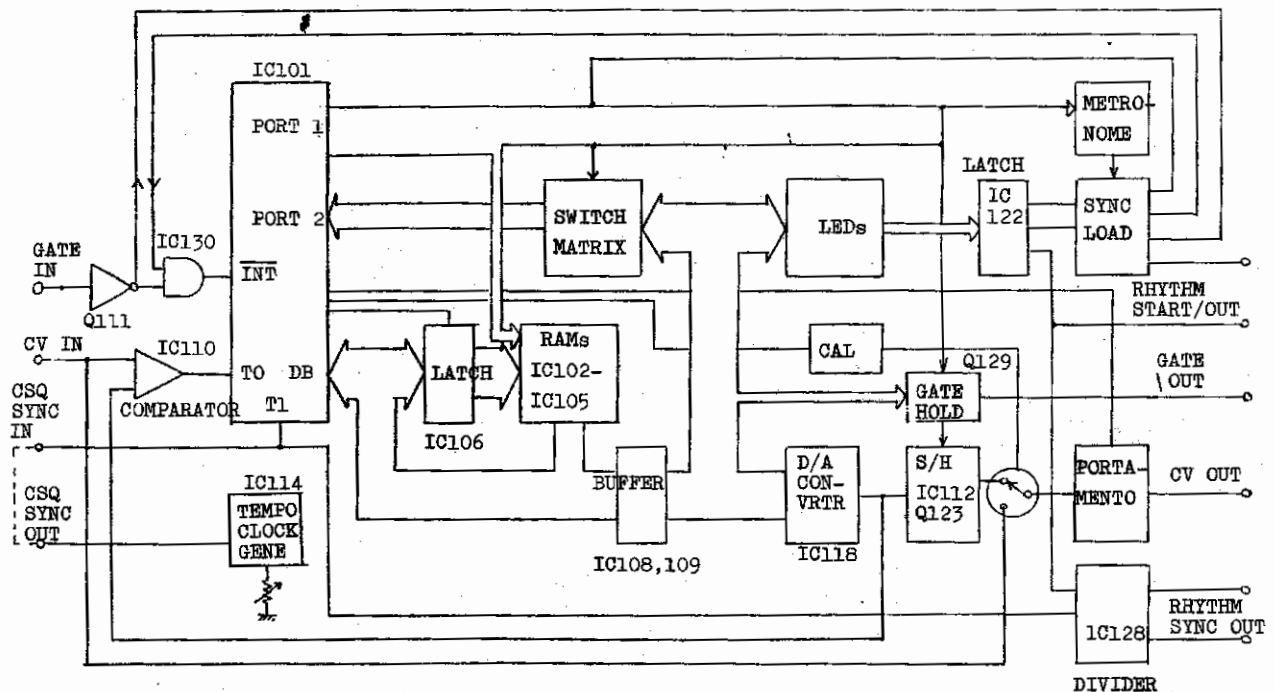 IC101
PORT 1
METRO-
NOME
LATCH
PORT 2
SWITCH
MATRIX
LEDs
IC
122
SYNC
LOAD
IC130
GATE
IN
INT
Q111
RHYTHM
START/OUT
CV IN
IC110
RAMs
IC102-
IC105
CAL
Q129
GATE
OUT
TO DB
LATCH
GATE
HOLD
CSQ
SYNC
IN
COMPARATOR
T1
IC106
BUFFER
D/A
CON-
VRTR
S/H
IC112
Q123
PORTA-
MENTO
CV OUT
CSQ
SYNC
OUT
IC114
TEMPO
CLOCK
GENE
IC108,109
IC118
1C128
RHYTHM
SYNC OUT
DIVIDER